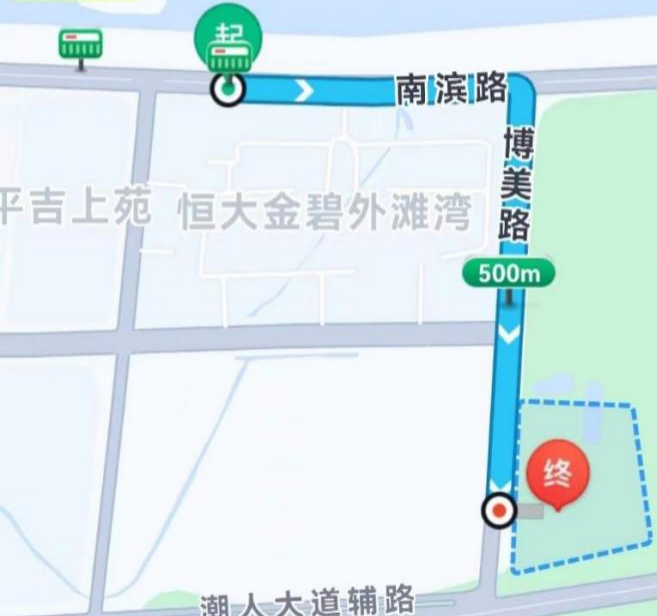 起
南滨路
博美路
平吉上苑
恒大金碧外滩湾
500m
终
潮人大道辅路